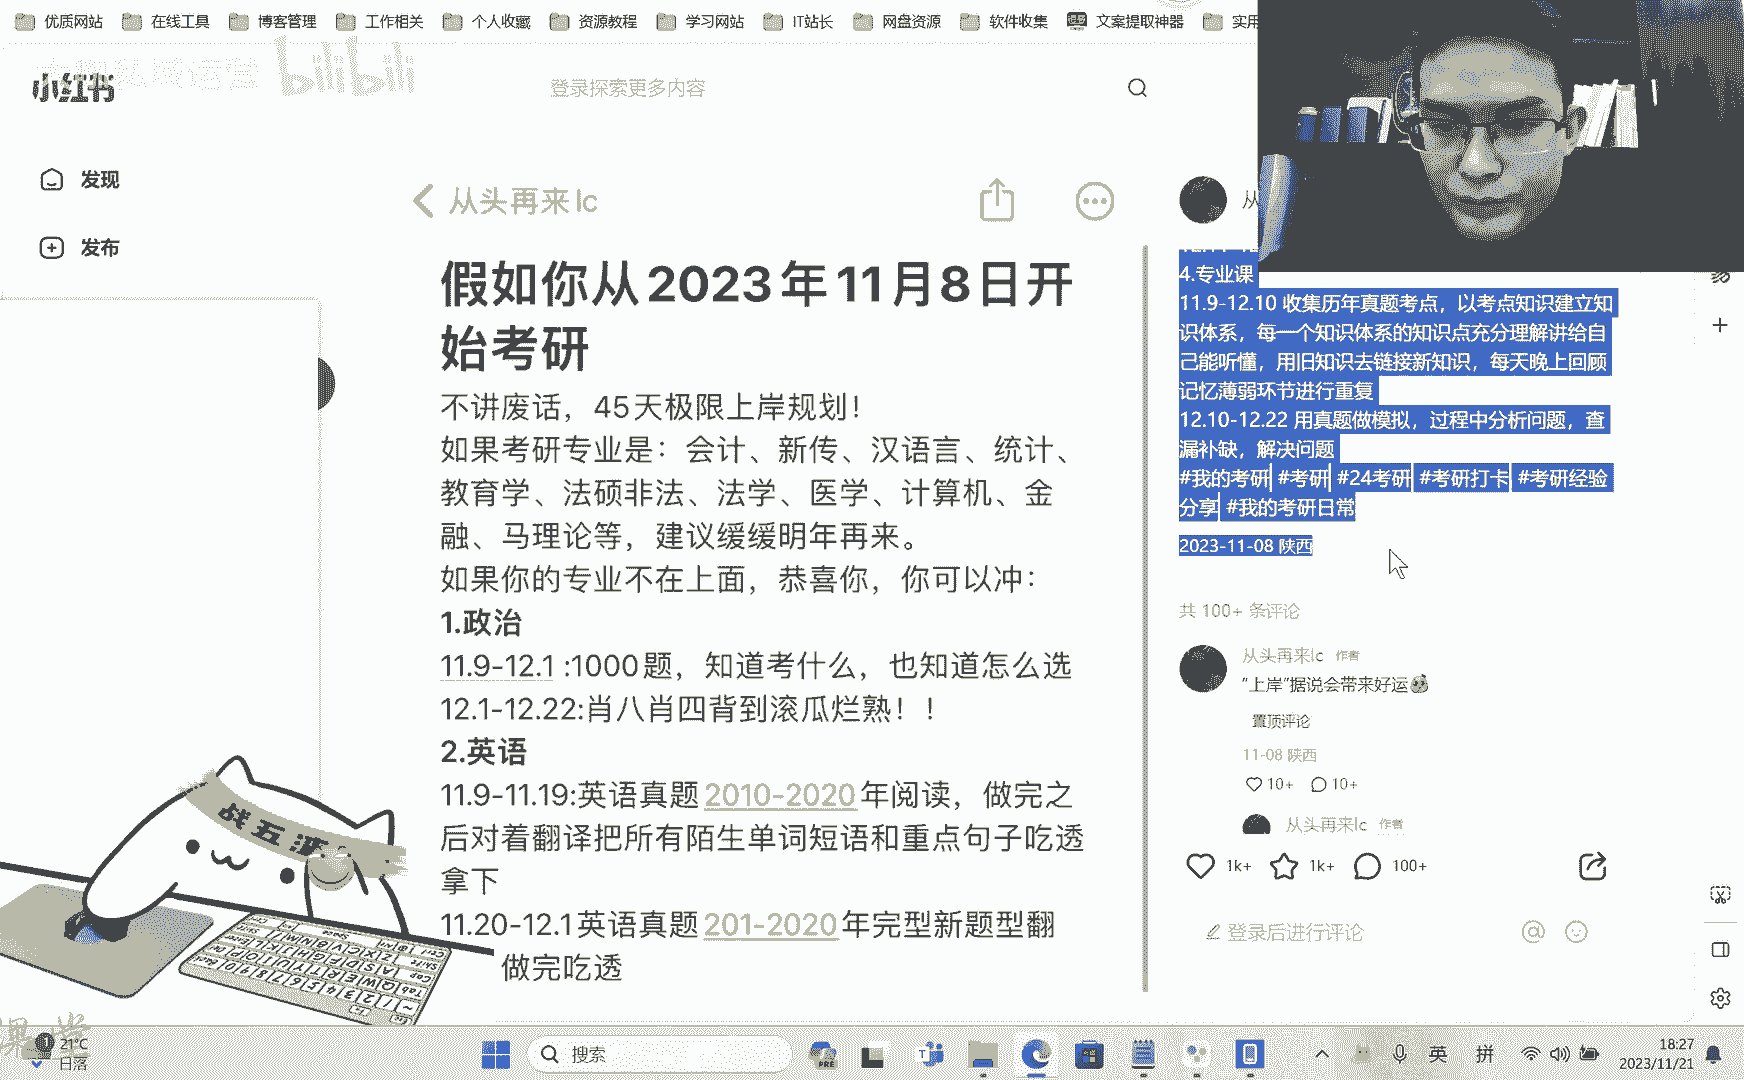 优质网站 在线工具 博客管理 工作相关 个人收藏 资源教程 学习网站 IT站长 网盘资源 软件收集 文案提取神器 实用
bilibili
小红书
登录探索更多内容
发现
发布
从头再来lc
假如你从2023年11月8日开
始考研
不讲废话，45天极限上岸规划！
如果考研专业是：会计、新传、汉语言、统计、
教育学、法硕非法、法学、医学、计算机、金
融、马理论等，建议缓缓明年再来。
如果你的专业不在上面，恭喜你，你可以冲：
1.政治
11.9-12.1 :1000题，知道考什么，也知道怎么选
12.1-12.22:肖八肖四背到滚瓜烂熟！！
2.英语
11.9-11.19:英语真题2010-2020年阅读，做完之
后对着翻译把所有陌生单词短语和重点句子吃透
拿下
11.20-12.1英语真题201-2020年完型新题型翻
做完吃透
从
4.专业课
11.9-12.10 收集历年真题考点，以考点知识建立知
识体系，每一个知识体系的知识点充分理解讲给自
己能听懂，用旧知识去链接新知识，每天晚上回顾
记忆薄弱环节进行重复
12.10-12.22 用真题做模拟，过程中分析问题，查
漏补缺，解决问题
#我的考研 #考研 #24考研 #考研打卡 #考研经验
分享 #我的考研日常
2023-11-08 陕西
共 100+ 条评论
从头再来lc 作者
“上岸”据说会带来好运
置顶评论
11-08 陕西
10+ 10+
从头再来lc 作者
1k+ 1k+ 100+
登录后进行评论
课堂
21°C
日落
搜索
PRE
英 拼
18:27
2023/11/21